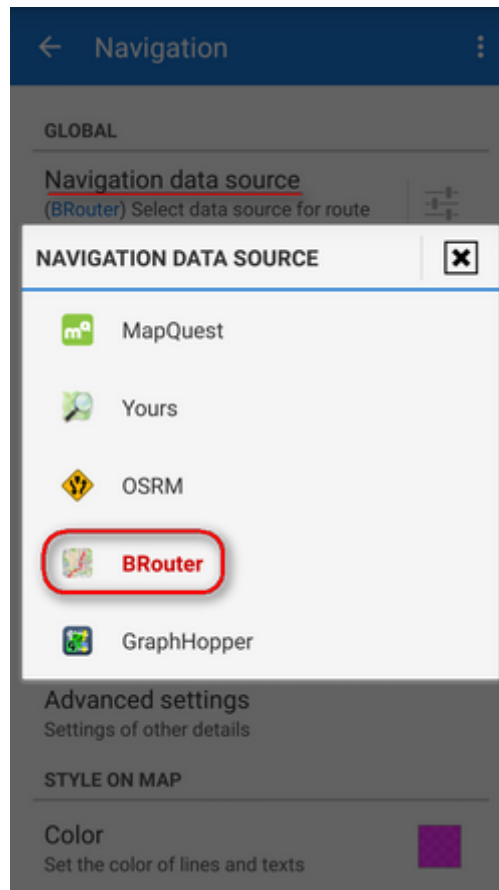 Navigation
GLOBAL
Navigation data source
(BRouter) Select data source for route
NAVIGATION DATA SOURCE
MapQuest
Yours
OSRM
BRouter
GraphHopper
Advanced settings
Settings of other details
STYLE ON MAP
Color
Set the color of lines and texts